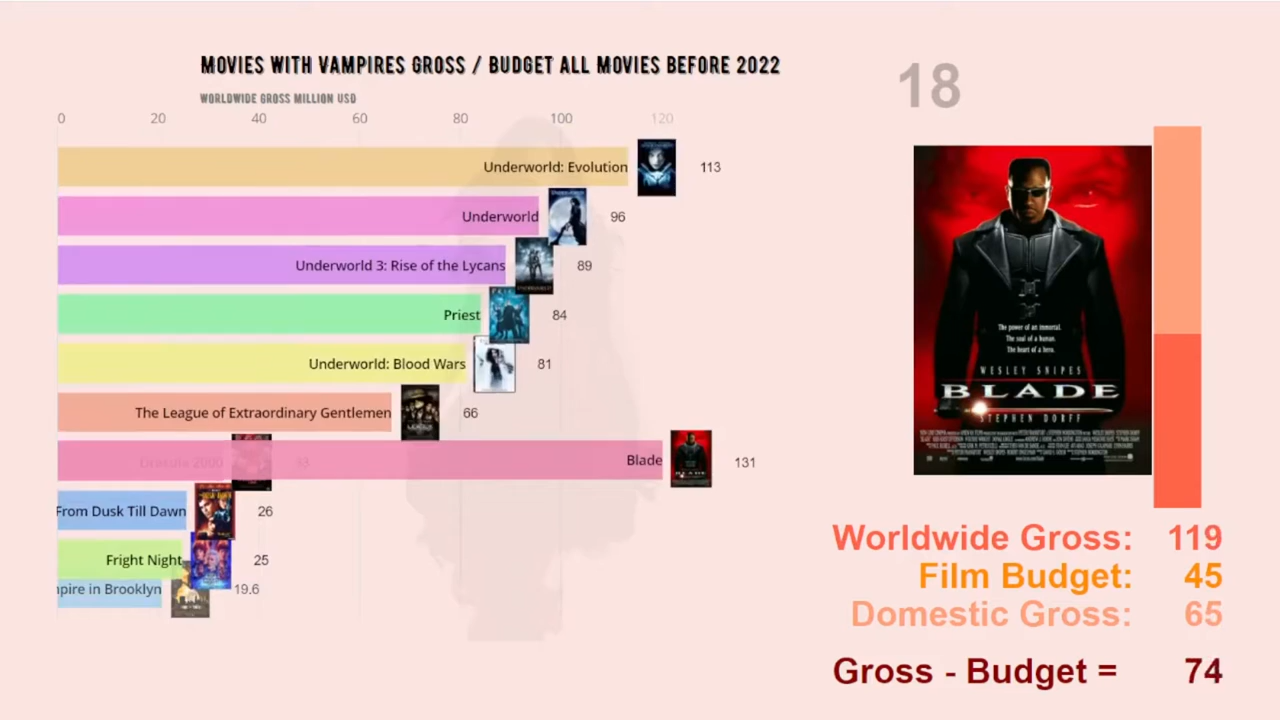 MOVIES WITH VAMPIRES GROSS / BUDGET ALL MOVIES BEFORE 2022
WORLDWIDE GROSS MILLION USD
18
0 20 40 60 80 100 120
Underworld: Evolution 113
Underworld 96
Underworld 3: Rise of the Lycans 89
Priest 84
Underworld: Blood Wars 81
The League of Extraordinary Gentlemen 66
Dracula 2000 33
Blade 131
From Dusk Till Dawn 26
Fright Night 25
mpire in Brooklyn 19.6
The power of an immortal.
The soul of a human.
The heart of a hero.
WESLEY SNIPES
BLADE
STEPHEN DORFF
Worldwide Gross: 119
Film Budget: 45
Domestic Gross: 65
Gross - Budget = 74